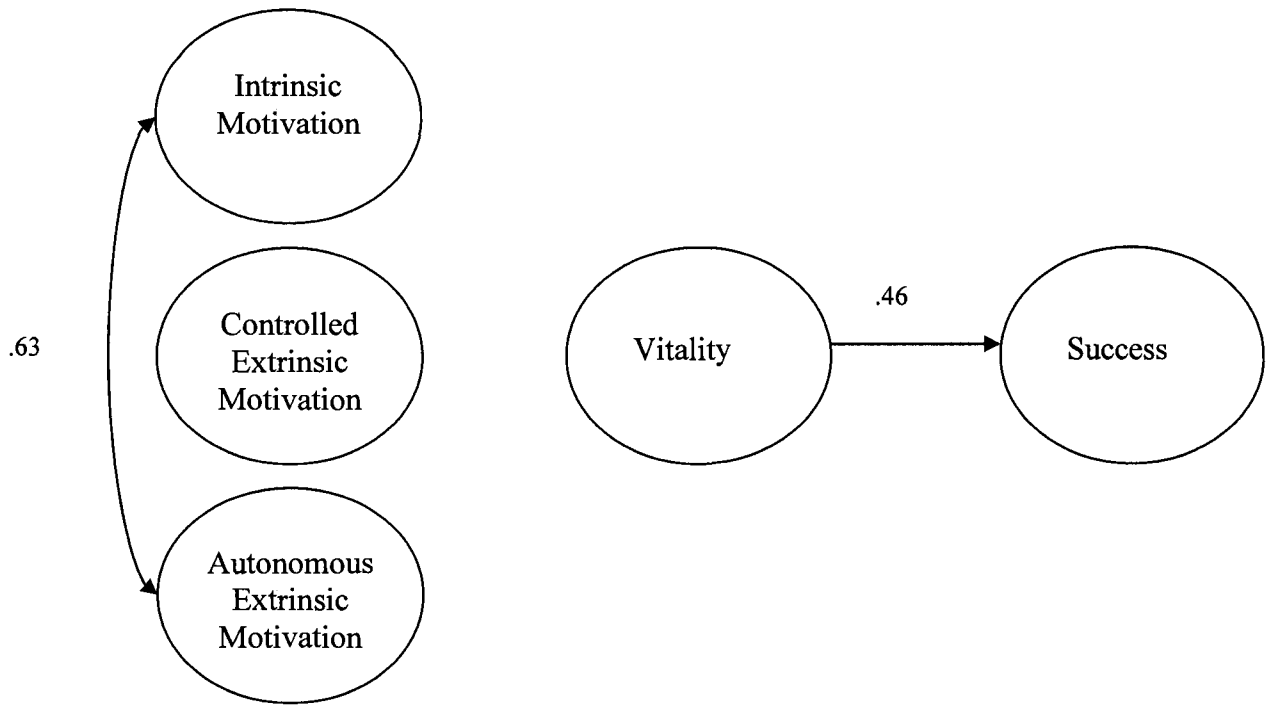 Intrinsic
Motivation
.63
Controlled
Extrinsic
Motivation
Vitality
.46
Success
Autonomous
Extrinsic
Motivation